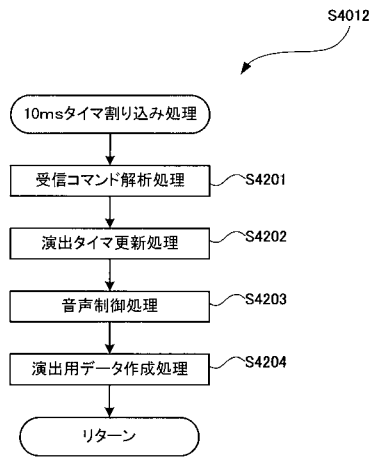 S4012
10msタイマ割り込み処理
受信コマンド解析処理
S4201
演出タイマ更新処理
S4202
音声制御処理
S4203
演出用データ作成処理
S4204
リターン